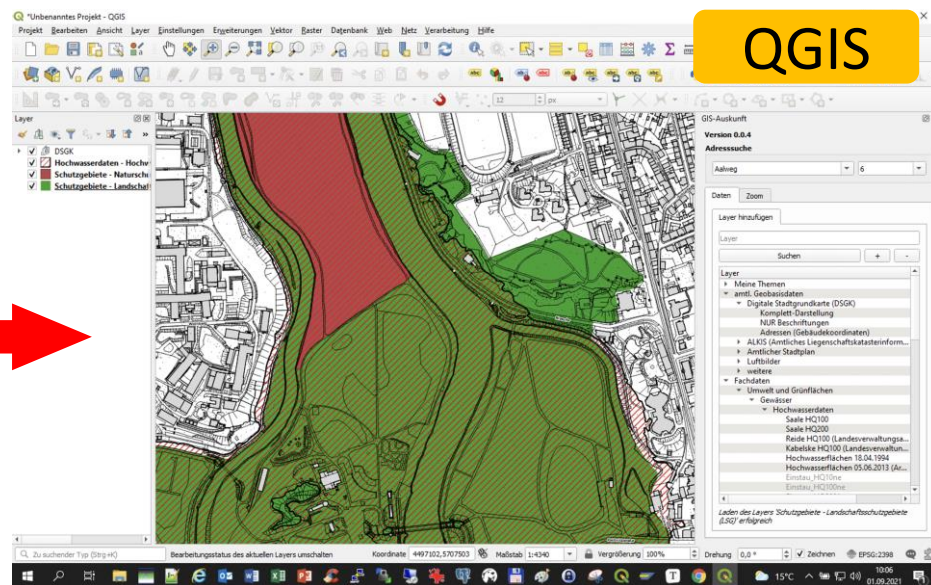 *Unbenanntes Projekt - QGIS
QGIS
Projekt Bearbeiten Ansicht Layer Einstellungen Erweiterungen Vektor Raster Datenbank Web Netz Verarbeitung Hilfe
12 px
Layer
DSGK
Hochwasserdaten - Hochw
Schutzgebiete - Naturschu
Schutzgebiete - Landschaf
GIS-Auskunft
Version 0.0.4
Adresssuche
Aalweg 6
Daten Zoom
Layer hinzufügen
Layer
Suchen + -
Layer
Meine Themen
amtl. Geobasisdaten
Digitale Stadtgrundkarte (DSGK)
Komplett-Darstellung
NUR Beschriftungen
Adressen (Gebäudekoordinaten)
ALKIS (Amtliches Liegenschaftskatasterinform...
Amtlicher Stadtplan
Luftbilder
weitere
Fachdaten
Umwelt und Grünflächen
Gewässer
Hochwasserdaten
Saale HQ100
Saale HQ200
Reide HQ100 (Landesverwaltungsa...
Kabelske HQ100 (Landesverwaltun...
Hochwasserflächen 18.04.1994
Hochwasserflächen 05.06.2013 (Ar...
Einstau_HQ10ne
Einstau_HQ100ne
Laden des Layers 'Schutzgebiete - Landschaftsschutzgebiete
(LSG)' erfolgreich
Zu suchender Typ (Strg+K) Bearbeitungsstatus des aktuellen Layers umschalten Koordinate 4497102,5707503 Maßstab 1:4340 Vergrößerung 100% Drehung 0,0 ° Zeichnen EPSG:2398
15°C 10:06
01.09.2021